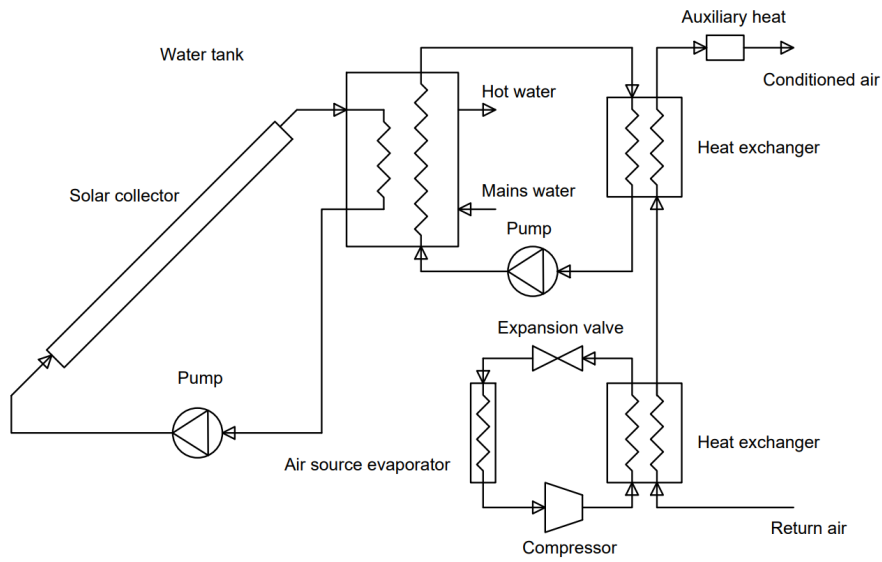 Auxiliary heat
Water tank
Conditioned air
Hot water
Heat exchanger
Solar collector
Mains water
Pump
Expansion valve
Pump
Heat exchanger
Air source evaporator
Return air
Compressor